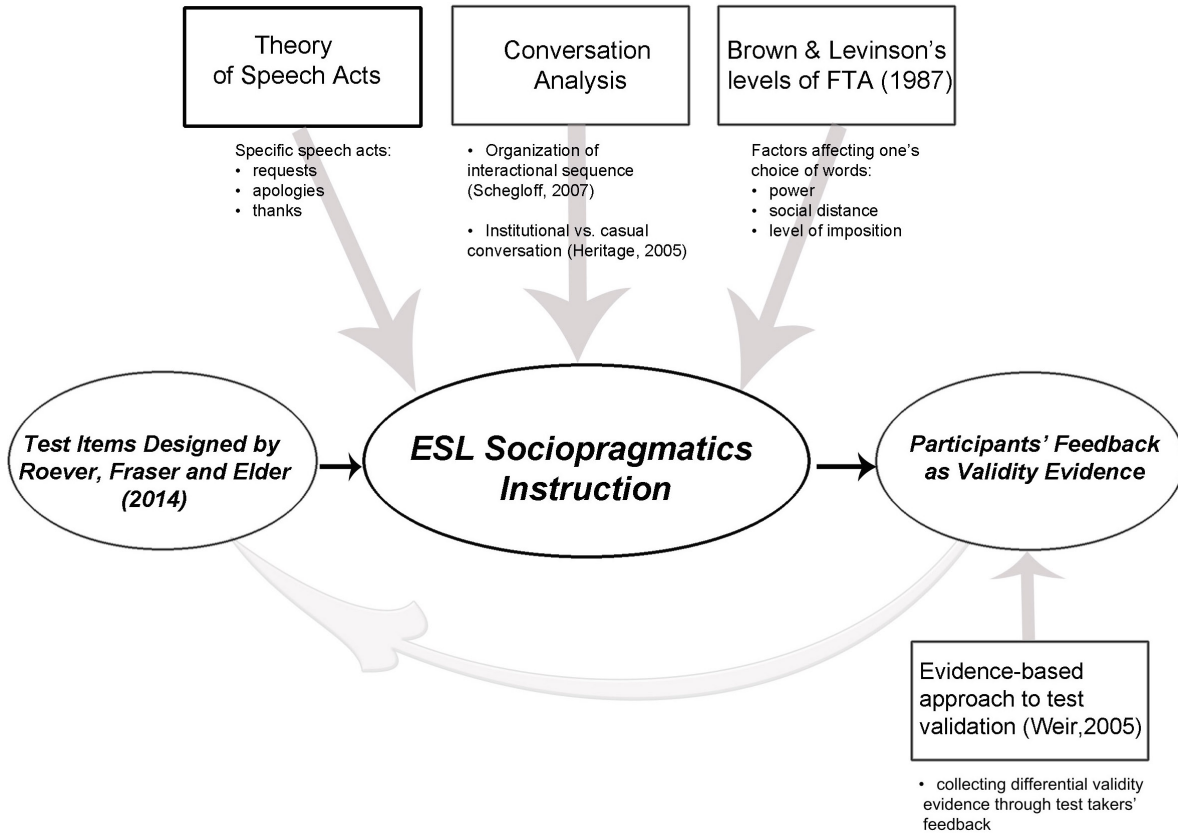 Theory
of Speech Acts
Conversation
Analysis
Brown & Levinson's
levels of FTA (1987)
Specific speech acts:
• requests
• apologies
• thanks
• Organization of
interactional sequence
(Schegloff, 2007)
• Institutional vs. casual
conversation (Heritage, 2005)
Factors affecting one's
choice of words:
• power
• social distance
• level of imposition
Test Items Designed by
Roever, Fraser and Elder
(2014)
ESL Sociopragmatics
Instruction
Participants' Feedback
as Validity Evidence
Evidence-based
approach to test
validation (Weir,2005)
• collecting differential validity
evidence through test takers'
feedback